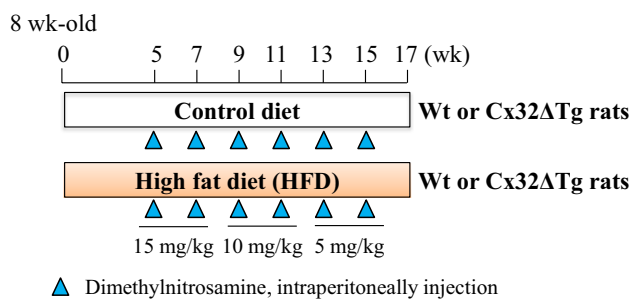 8 wk-old
0 5 7 9 11 13 15 17 (wk)
Control diet Wt or Cx32ΔTg rats
High fat diet (HFD) Wt or Cx32ΔTg rats
15 mg/kg 10 mg/kg 5 mg/kg
Dimethylnitrosamine, intraperitoneally injection